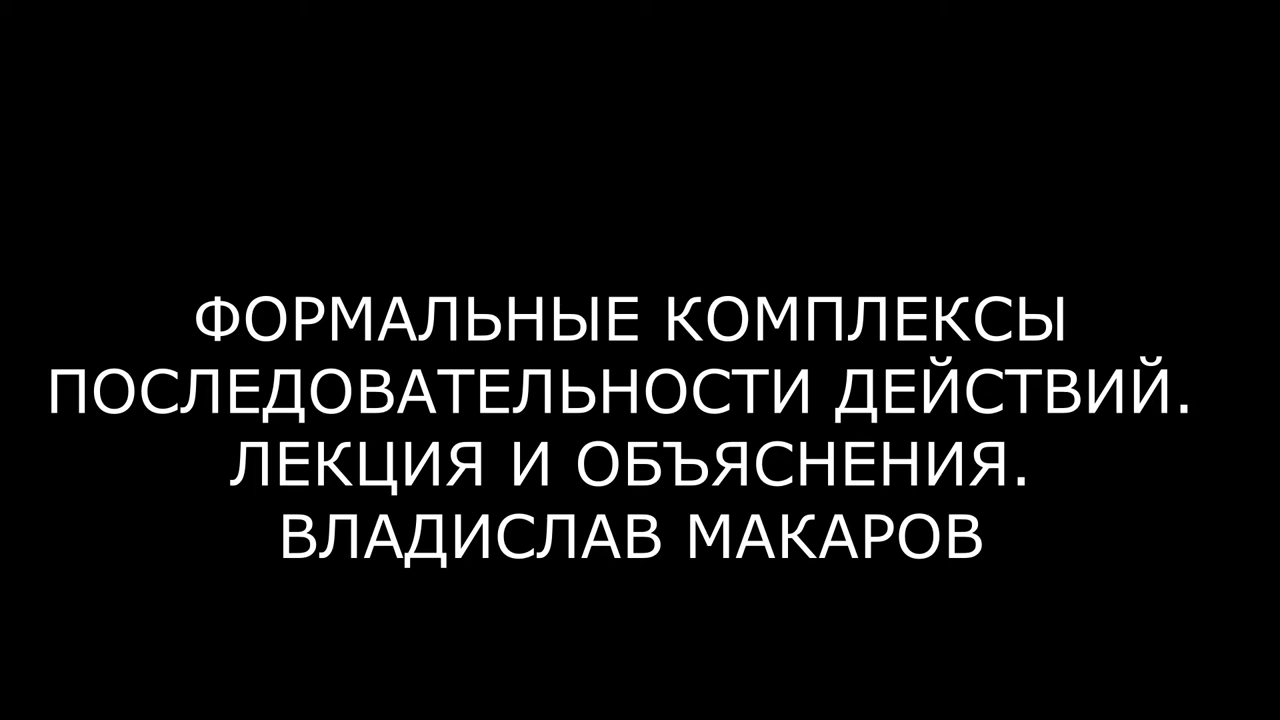 ФОРМАЛЬНЫЕ КОМПЛЕКСЫ
ПОСЛЕДОВАТЕЛЬНОСТИ ДЕЙСТВИЙ.
ЛЕКЦИЯ И ОБЪЯСНЕНИЯ.
ВЛАДИСЛАВ МАКАРОВ